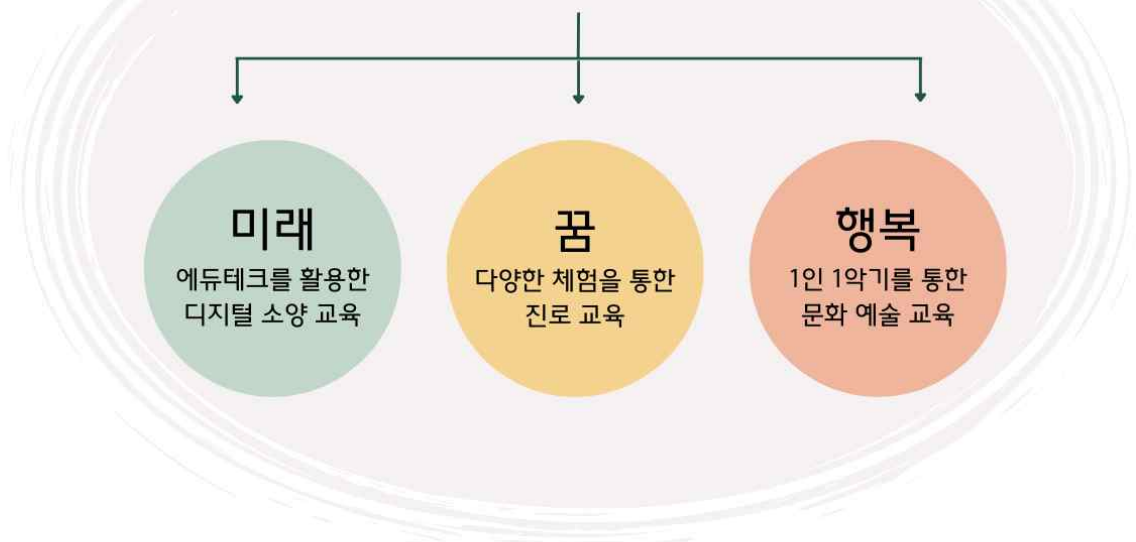 미래
에듀테크를 활용한
디지털 소양 교육
꿈
다양한 체험을 통한
진로 교육
행복
1인 1악기를 통한
문화 예술 교육